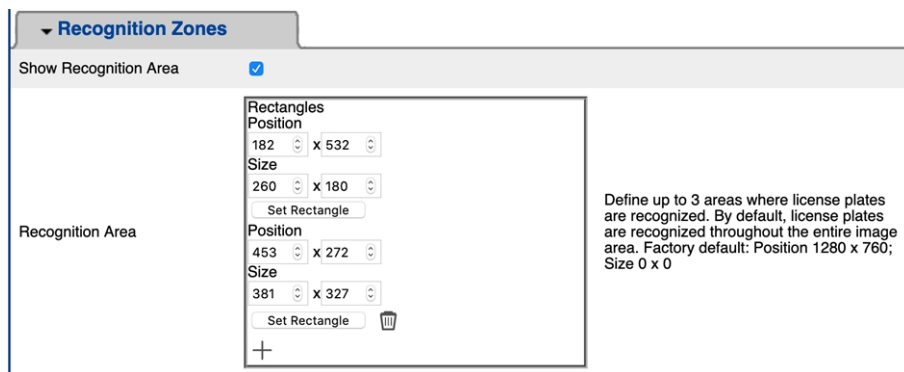 Recognition Zones
Show Recognition Area
Recognition Area
Rectangles
Position
182 x 532
Size
260 x 180
Set Rectangle
Position
453 x 272
Size
381 x 327
Set Rectangle
Define up to 3 areas where license plates
are recognized. By default, license plates
are recognized throughout the entire image
area. Factory default: Position 1280 x 760;
Size 0 x 0